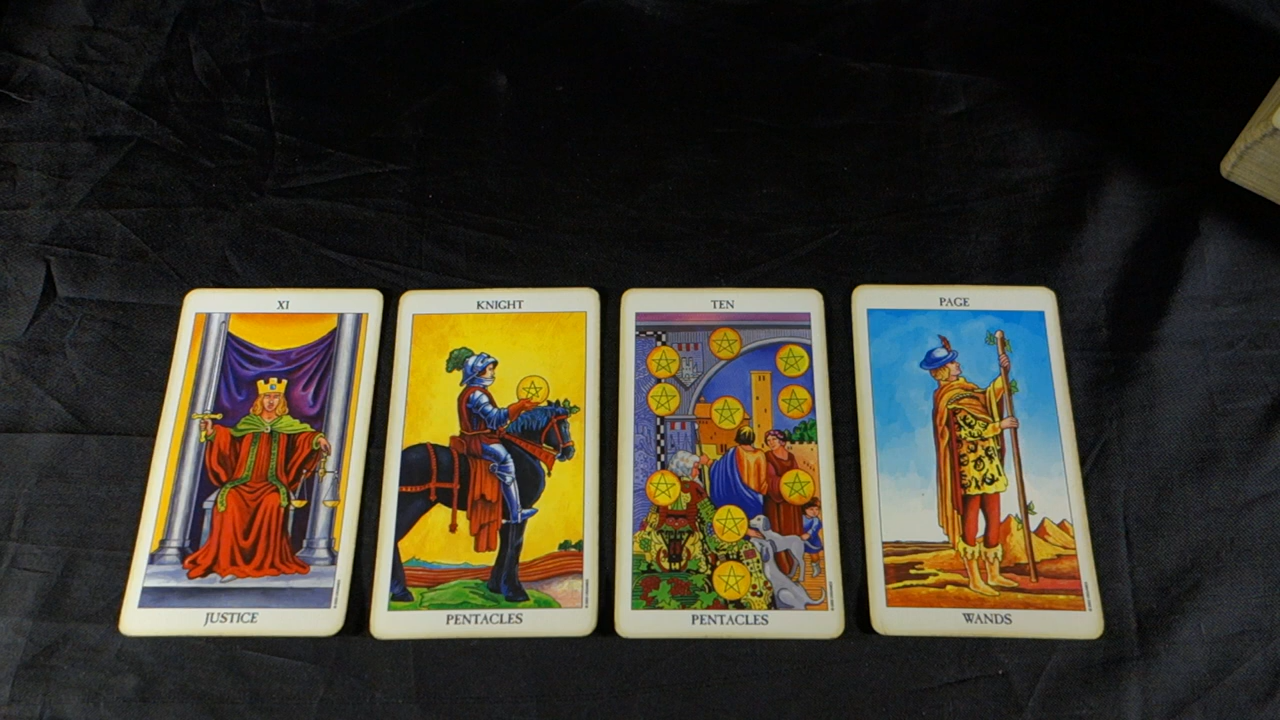 XI
JUSTICE
KNIGHT
PENTACLES
TEN
PENTACLES
PAGE
WANDS